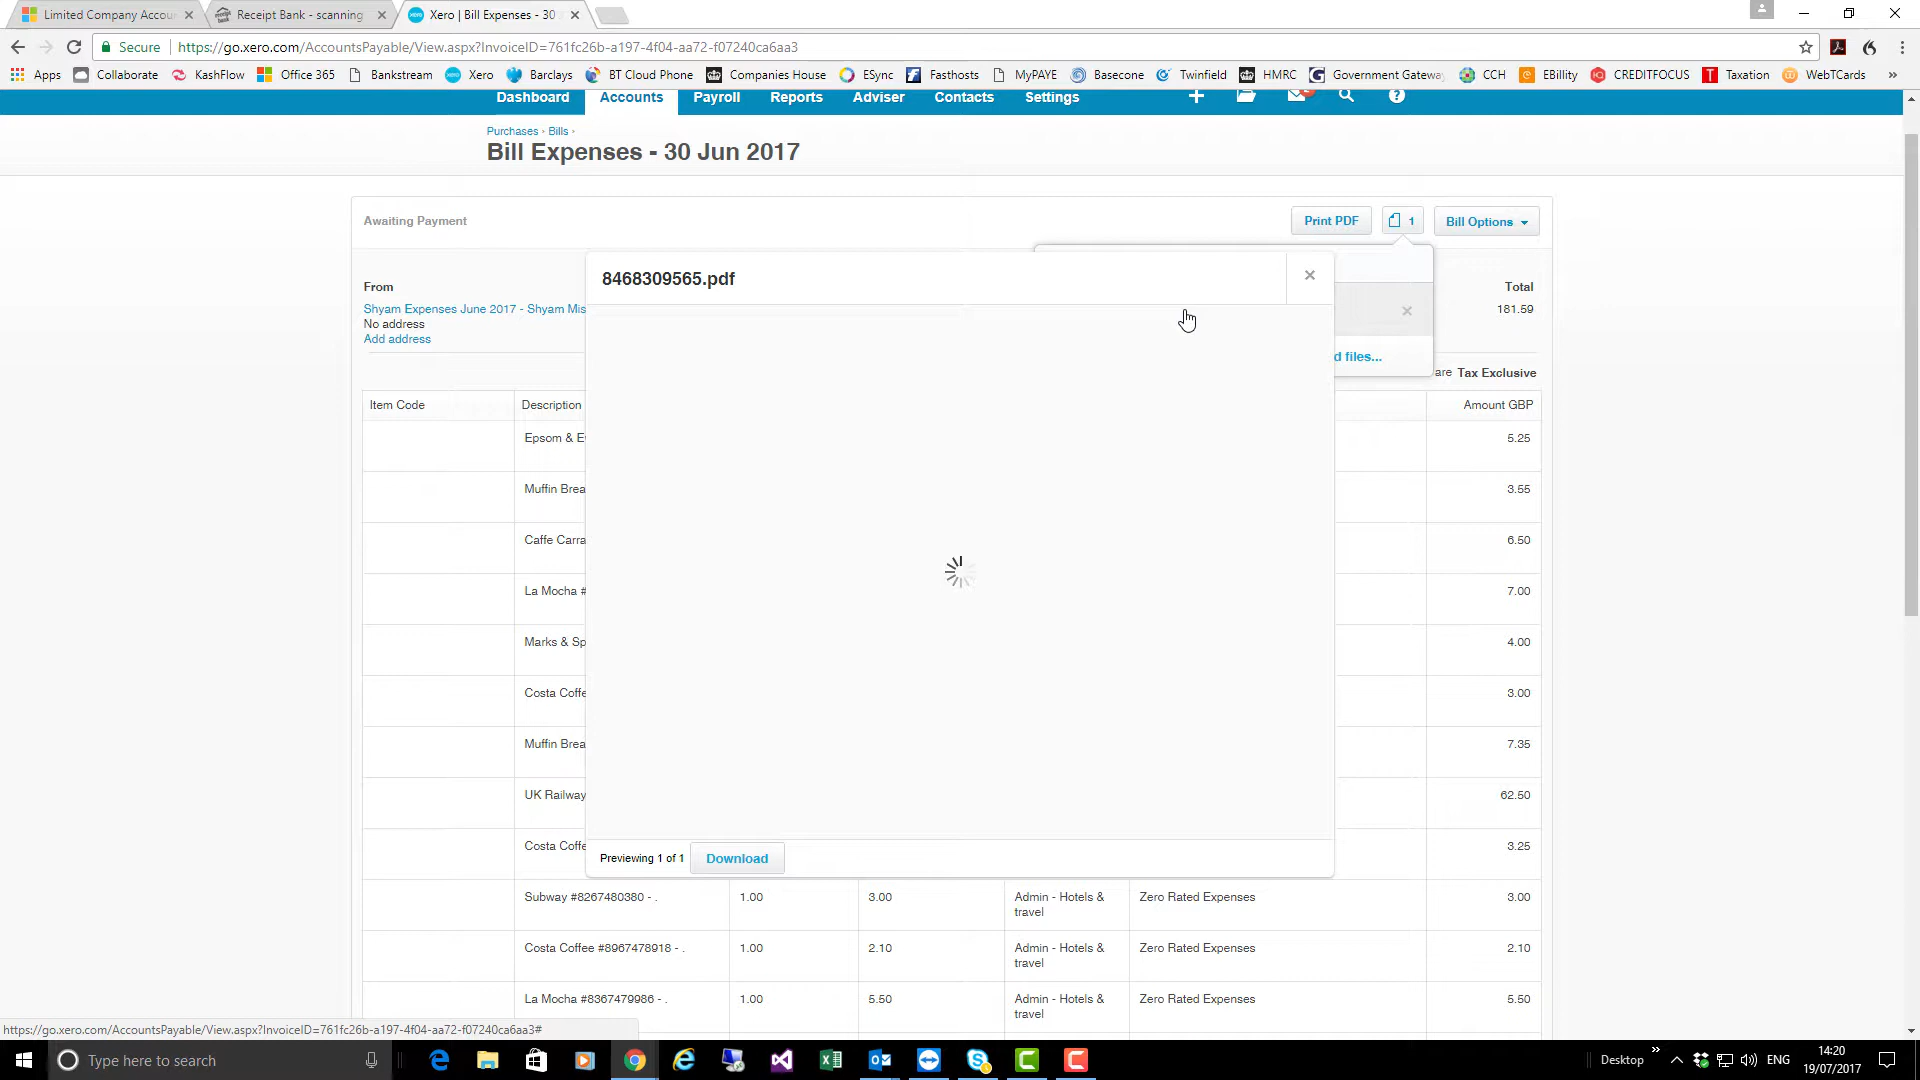 Limited Company Accou
Receipt Bank - scanning
Xero | Bill Expenses - 30
Secure
https://go.xero.com/AccountsPayable/View.aspx?InvoiceID=761fc26b-a197-4f04-aa72-f07240ca6aa3
Apps Collaborate KashFlow Office 365 Bankstream Xero Barclays BT Cloud Phone Companies House ESync Fasthosts MyPAYE Basecone Twinfield HMRC Government Gateway CCH EBillity CREDITFOCUS Taxation WebTCards »
Dashboard Accounts Payroll Reports Adviser Contacts Settings
Purchases › Bills ›
Bill Expenses - 30 Jun 2017
Awaiting Payment
Print PDF
1
Bill Options
8468309565.pdf
From
Total
Shyam Expenses June 2017 - Shyam Mis
181.59
No address
Add address
d files...
are Tax Exclusive
Item Code Description Amount GBP
Epsom & E 5.25
Muffin Brea 3.55
Caffe Carra 6.50
La Mocha # 7.00
Marks & Sp 4.00
Costa Coffe 3.00
Muffin Brea 7.35
UK Railway 62.50
Costa Coffe 3.25
Previewing 1 of 1 Download
Subway #8267480380 - . 1.00 3.00 Admin - Hotels & Zero Rated Expenses 3.00
travel
Costa Coffee #8967478918 - . 1.00 2.10 Admin - Hotels & Zero Rated Expenses 2.10
travel
La Mocha #8367479986 - . 1.00 5.50 Admin - Hotels & Zero Rated Expenses 5.50
travel
https://go.xero.com/AccountsPayable/View.aspx?InvoiceID=761fc26b-a197-4f04-aa72-f07240ca6aa3#
Type here to search
Desktop » ENG
14:20
19/07/2017